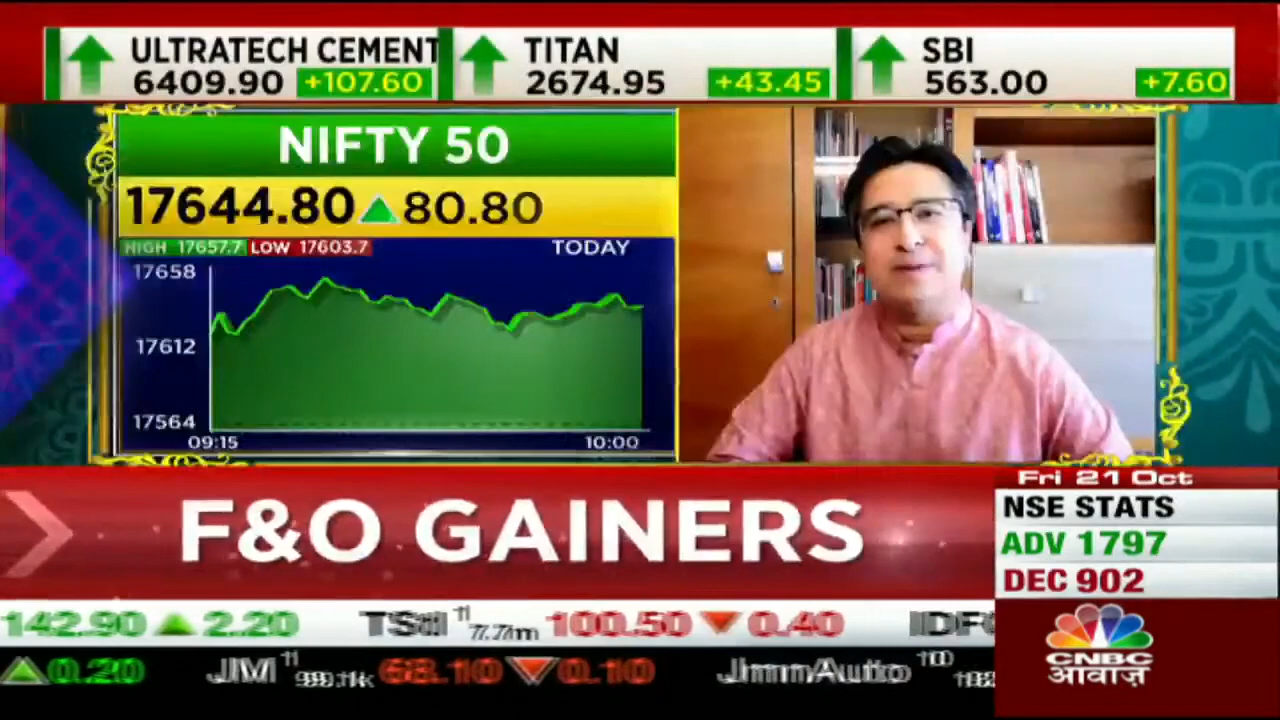 ULTRATECH CEMENT
6409.90 +107.60
TITAN
2674.95 +43.45
SBI
563.00 +7.60
NIFTY 50
17644.80 80.80
HIGH 17657.7 LOW 17603.7 TODAY
17658
17612
17564
09:15 10:00
F&O GAINERS
Fri 21 Oct
NSE STATS
ADV 1797
DEC 902
142.90 2.20 100.50 0.40
0.20 JM 68.10 0.10 JmmAuto
CNBC
आवाज़